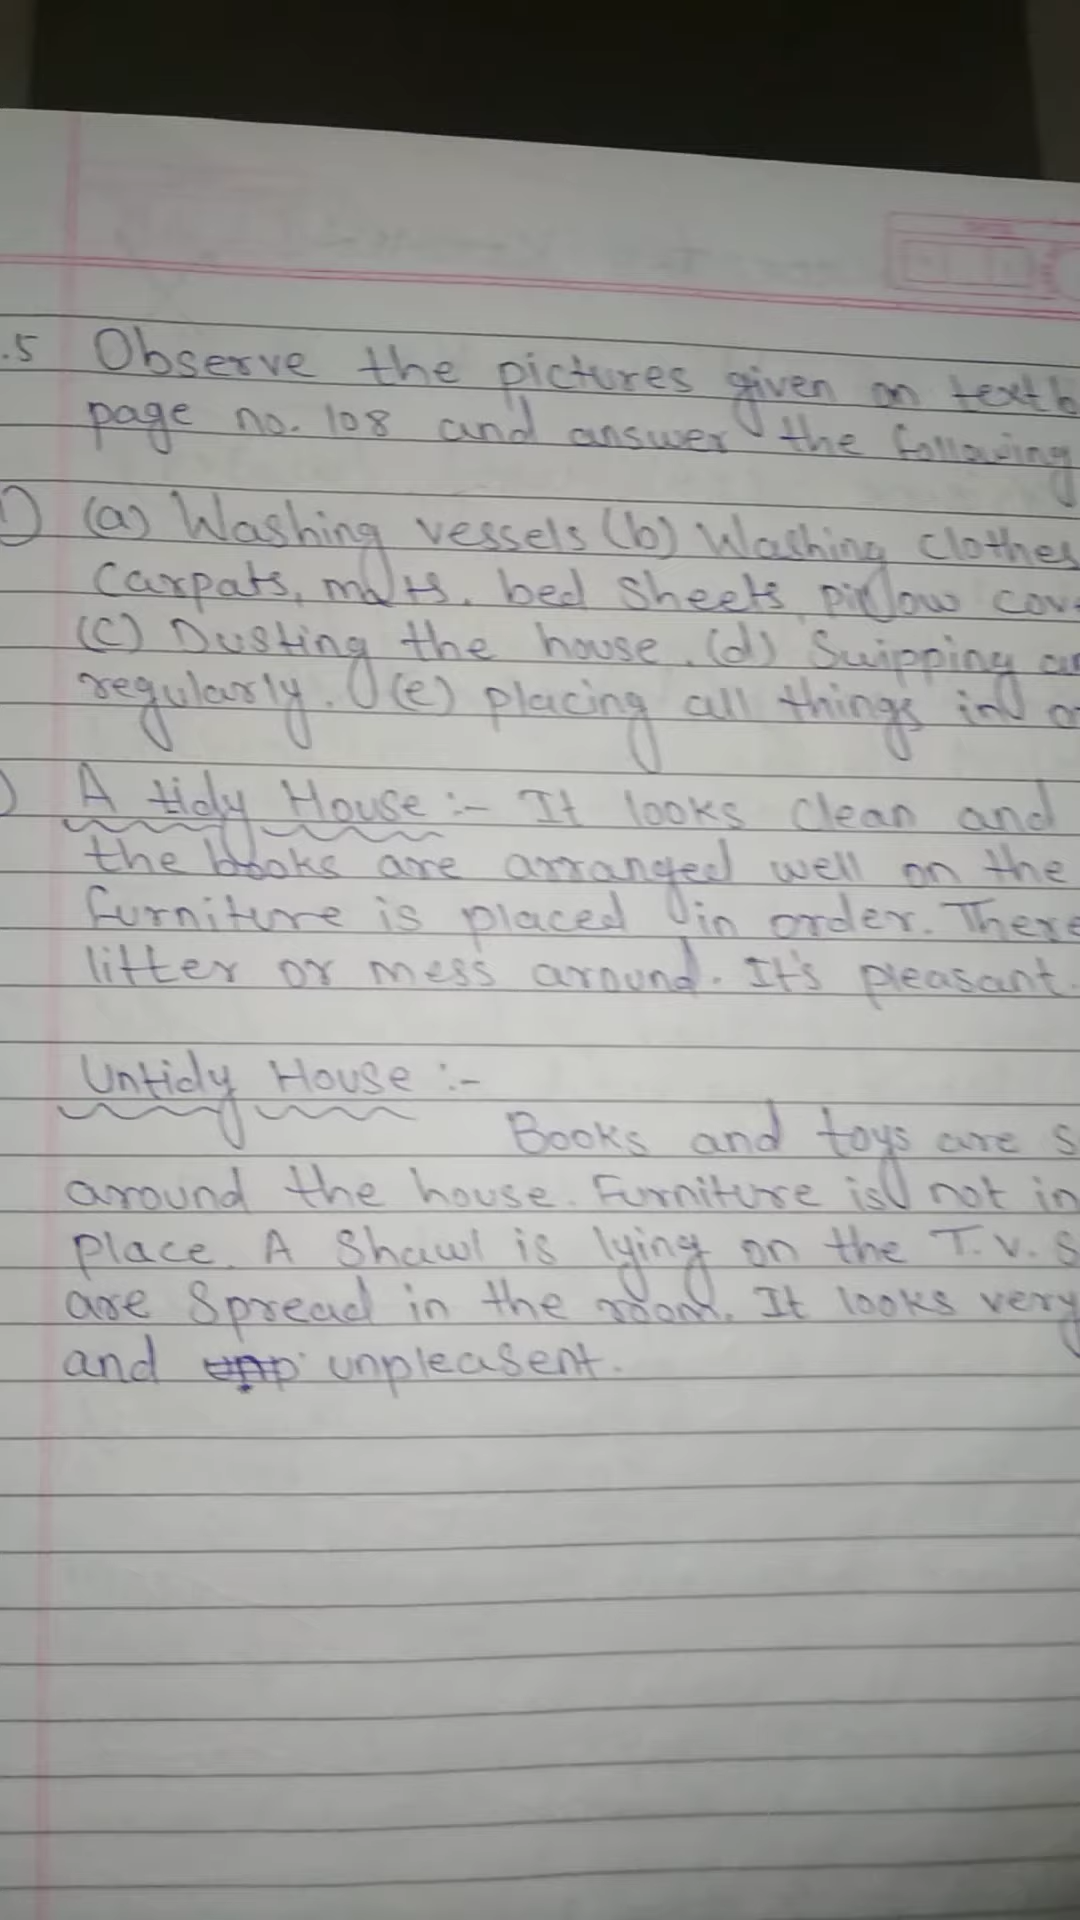 .5 Observe the pictures given on textb
page no. 108 and answer the following
(a) Washing vessels (b) Washing clothes
Carpats, mats, bed sheets, pillow cov
(c) Dusting the house. (d) Swipping
regularly. (e) placing all things in o
A tidy House :- It looks clean and
the books are arranged well on the
furniture is placed in order. There
litter or mess around. It's pleasant.
Untidy House :-
Books and toys are s
around the house. Furniture is not in
place. A Shawl is lying on the T.V. S
are Spread in the room. It looks very
and unpleasent.